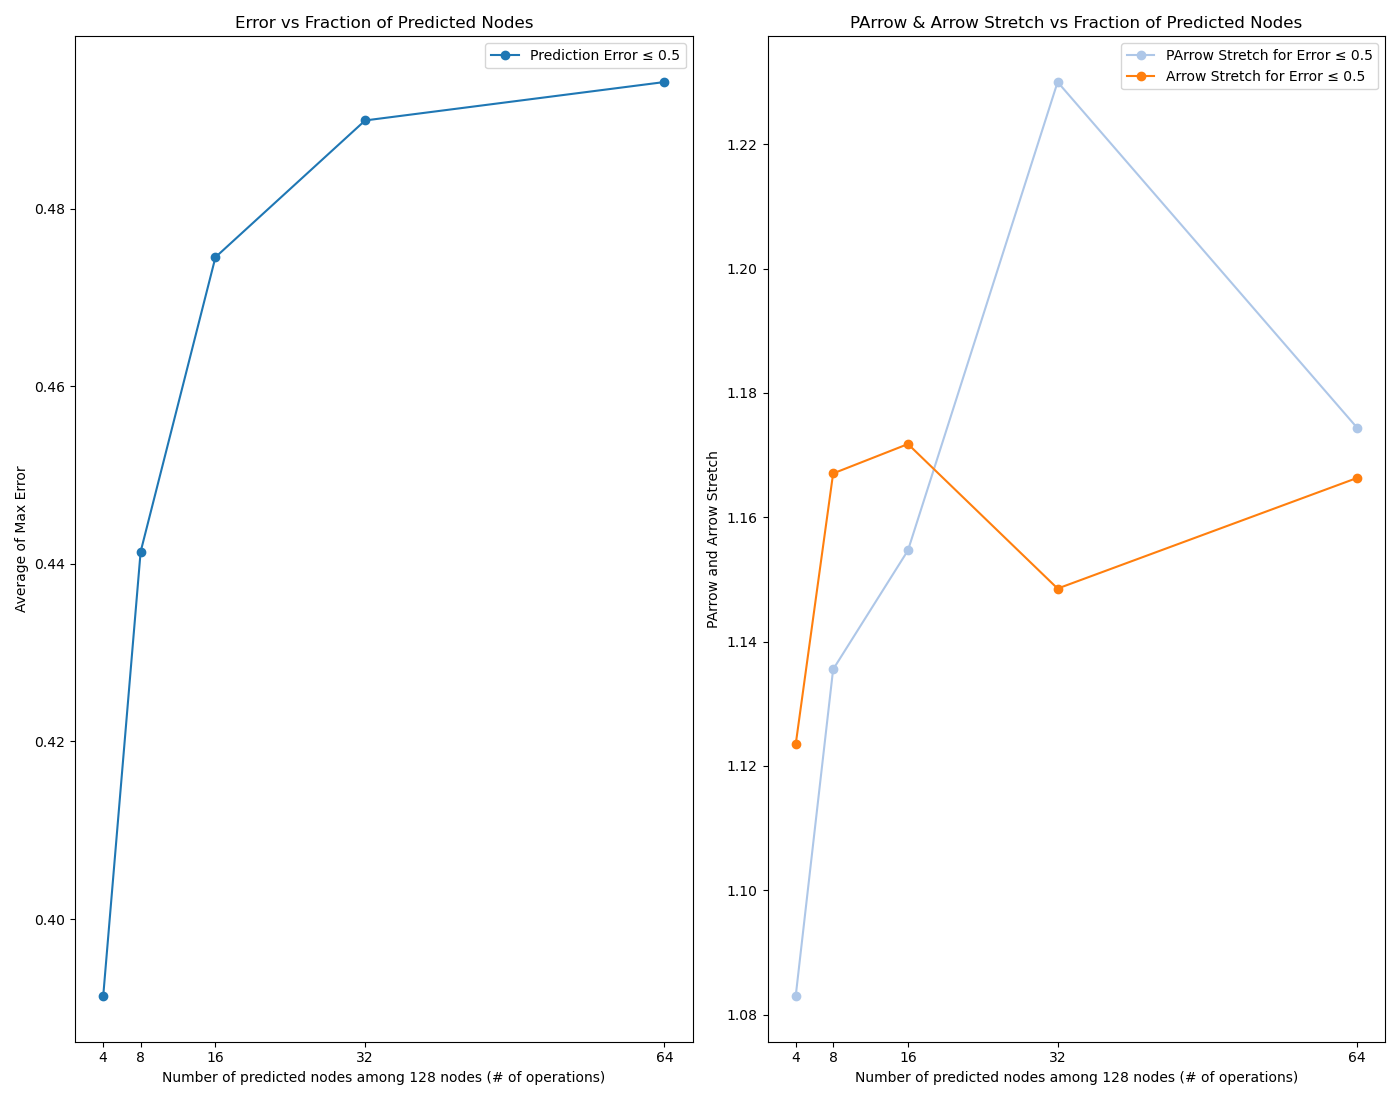 Error vs Fraction of Predicted Nodes
Prediction Error ≤ 0.5
Average of Max Error
0.48
0.46
0.44
0.42
0.40
4 8 16 32 64
Number of predicted nodes among 128 nodes (# of operations)
PArrow & Arrow Stretch vs Fraction of Predicted Nodes
PArrow Stretch for Error ≤ 0.5
Arrow Stretch for Error ≤ 0.5
PArrow and Arrow Stretch
1.22
1.20
1.18
1.16
1.14
1.12
1.10
1.08
4 8 16 32 64
Number of predicted nodes among 128 nodes (# of operations)